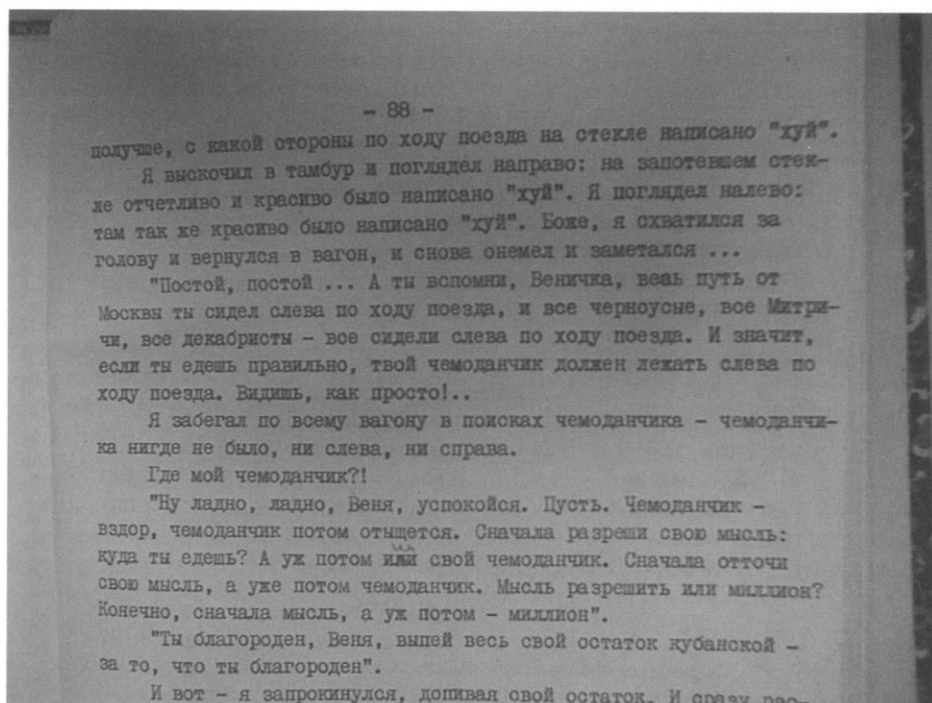 - 88 -
получше, с какой стороны по ходу поезда на стекле написано "хуй".
Я выскочил в тамбур и поглядел направо: на запотевшем стек-
ле отчетливо и красиво было написано "хуй". Я поглядел налево:
там так же красиво было написано "хуй". Боже, я схватился за
голову и вернулся в вагон, и снова онемел и заметался ...
"Постой, постой ... А ты вспомни, Веничка, весь путь от
Москвы ты сидел слева по ходу поезда, и все черноусые, все Митри-
чи, все декабристы - все сидели слева по ходу поезда. И значит,
если ты едешь правильно, твой чемоданчик должен лежать слева по
ходу поезда. Видишь, как просто!..
Я забегал по всему вагону в поисках чемоданчика - чемоданчи-
ка нигде не было, ни слева, ни справа.
Где мой чемоданчик?!
"Ну ладно, ладно, Веня, успокойся. Пусть. Чемоданчик -
вздор, чемоданчик потом отыщется. Сначала разреши свою мысль:
куда ты едешь? А уж потом свой чемоданчик. Сначала отточи
свою мысль, а уже потом чемоданчик. Мысль разрешить или миллион?
Конечно, сначала мысль, а уж потом - миллион".
"Ты благороден, Веня, выпей весь свой остаток кубанской -
за то, что ты благороден".
И вот - я запрокинулся, допивая свой остаток. И сразу рас-